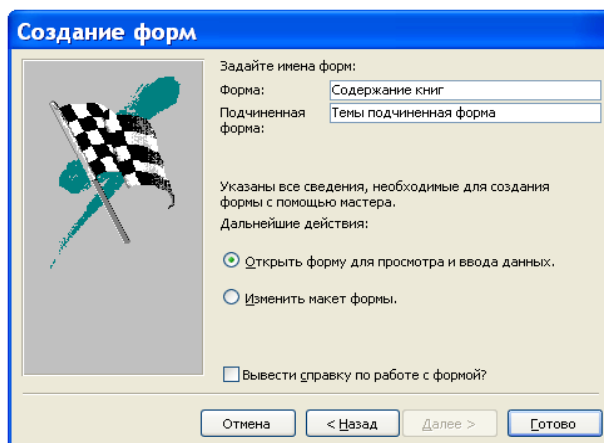 Создание форм
Задайте имена форм:
Форма:
Содержание книг
Подчиненная
форма:
Темы подчиненная форма
Указаны все сведения, необходимые для создания
формы с помощью мастера.
Дальнейшие действия:
Открыть форму для просмотра и ввода данных.
Изменить макет формы.
Вывести справку по работе с формой?
Отмена
< Назад
Далее >
Готово